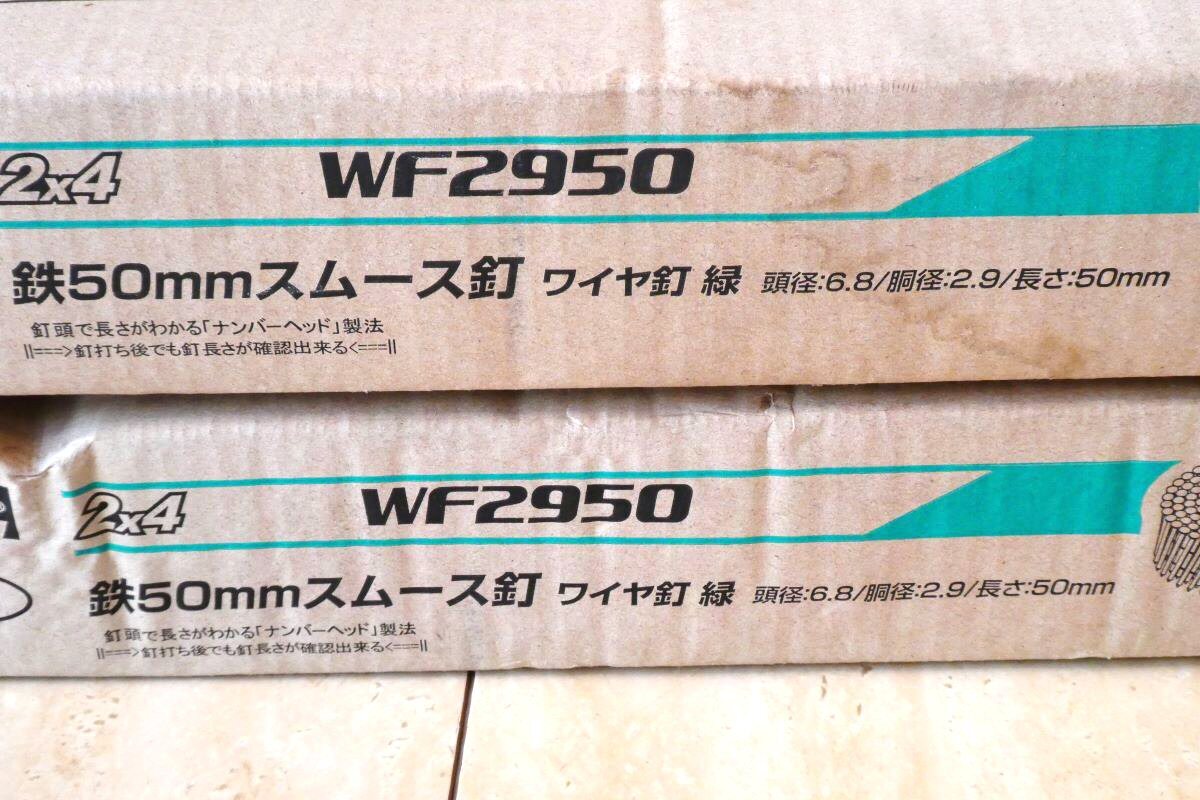 2x4 WF2950
鉄50mmスムース釘 ワイヤ釘 緑 頭径:6.8/胴径:2.9/長さ:50mm
釘頭で長さがわかる「ナンバーヘッド」製法
||===>釘打ち後でも釘長さが確認出来る<===||
2x4 WF2950
鉄50mmスムース釘 ワイヤ釘 緑 頭径:6.8/胴径:2.9/長さ:50mm
釘頭で長さがわかる「ナンバーヘッド」製法
||===>釘打ち後でも釘長さが確認出来る<===||